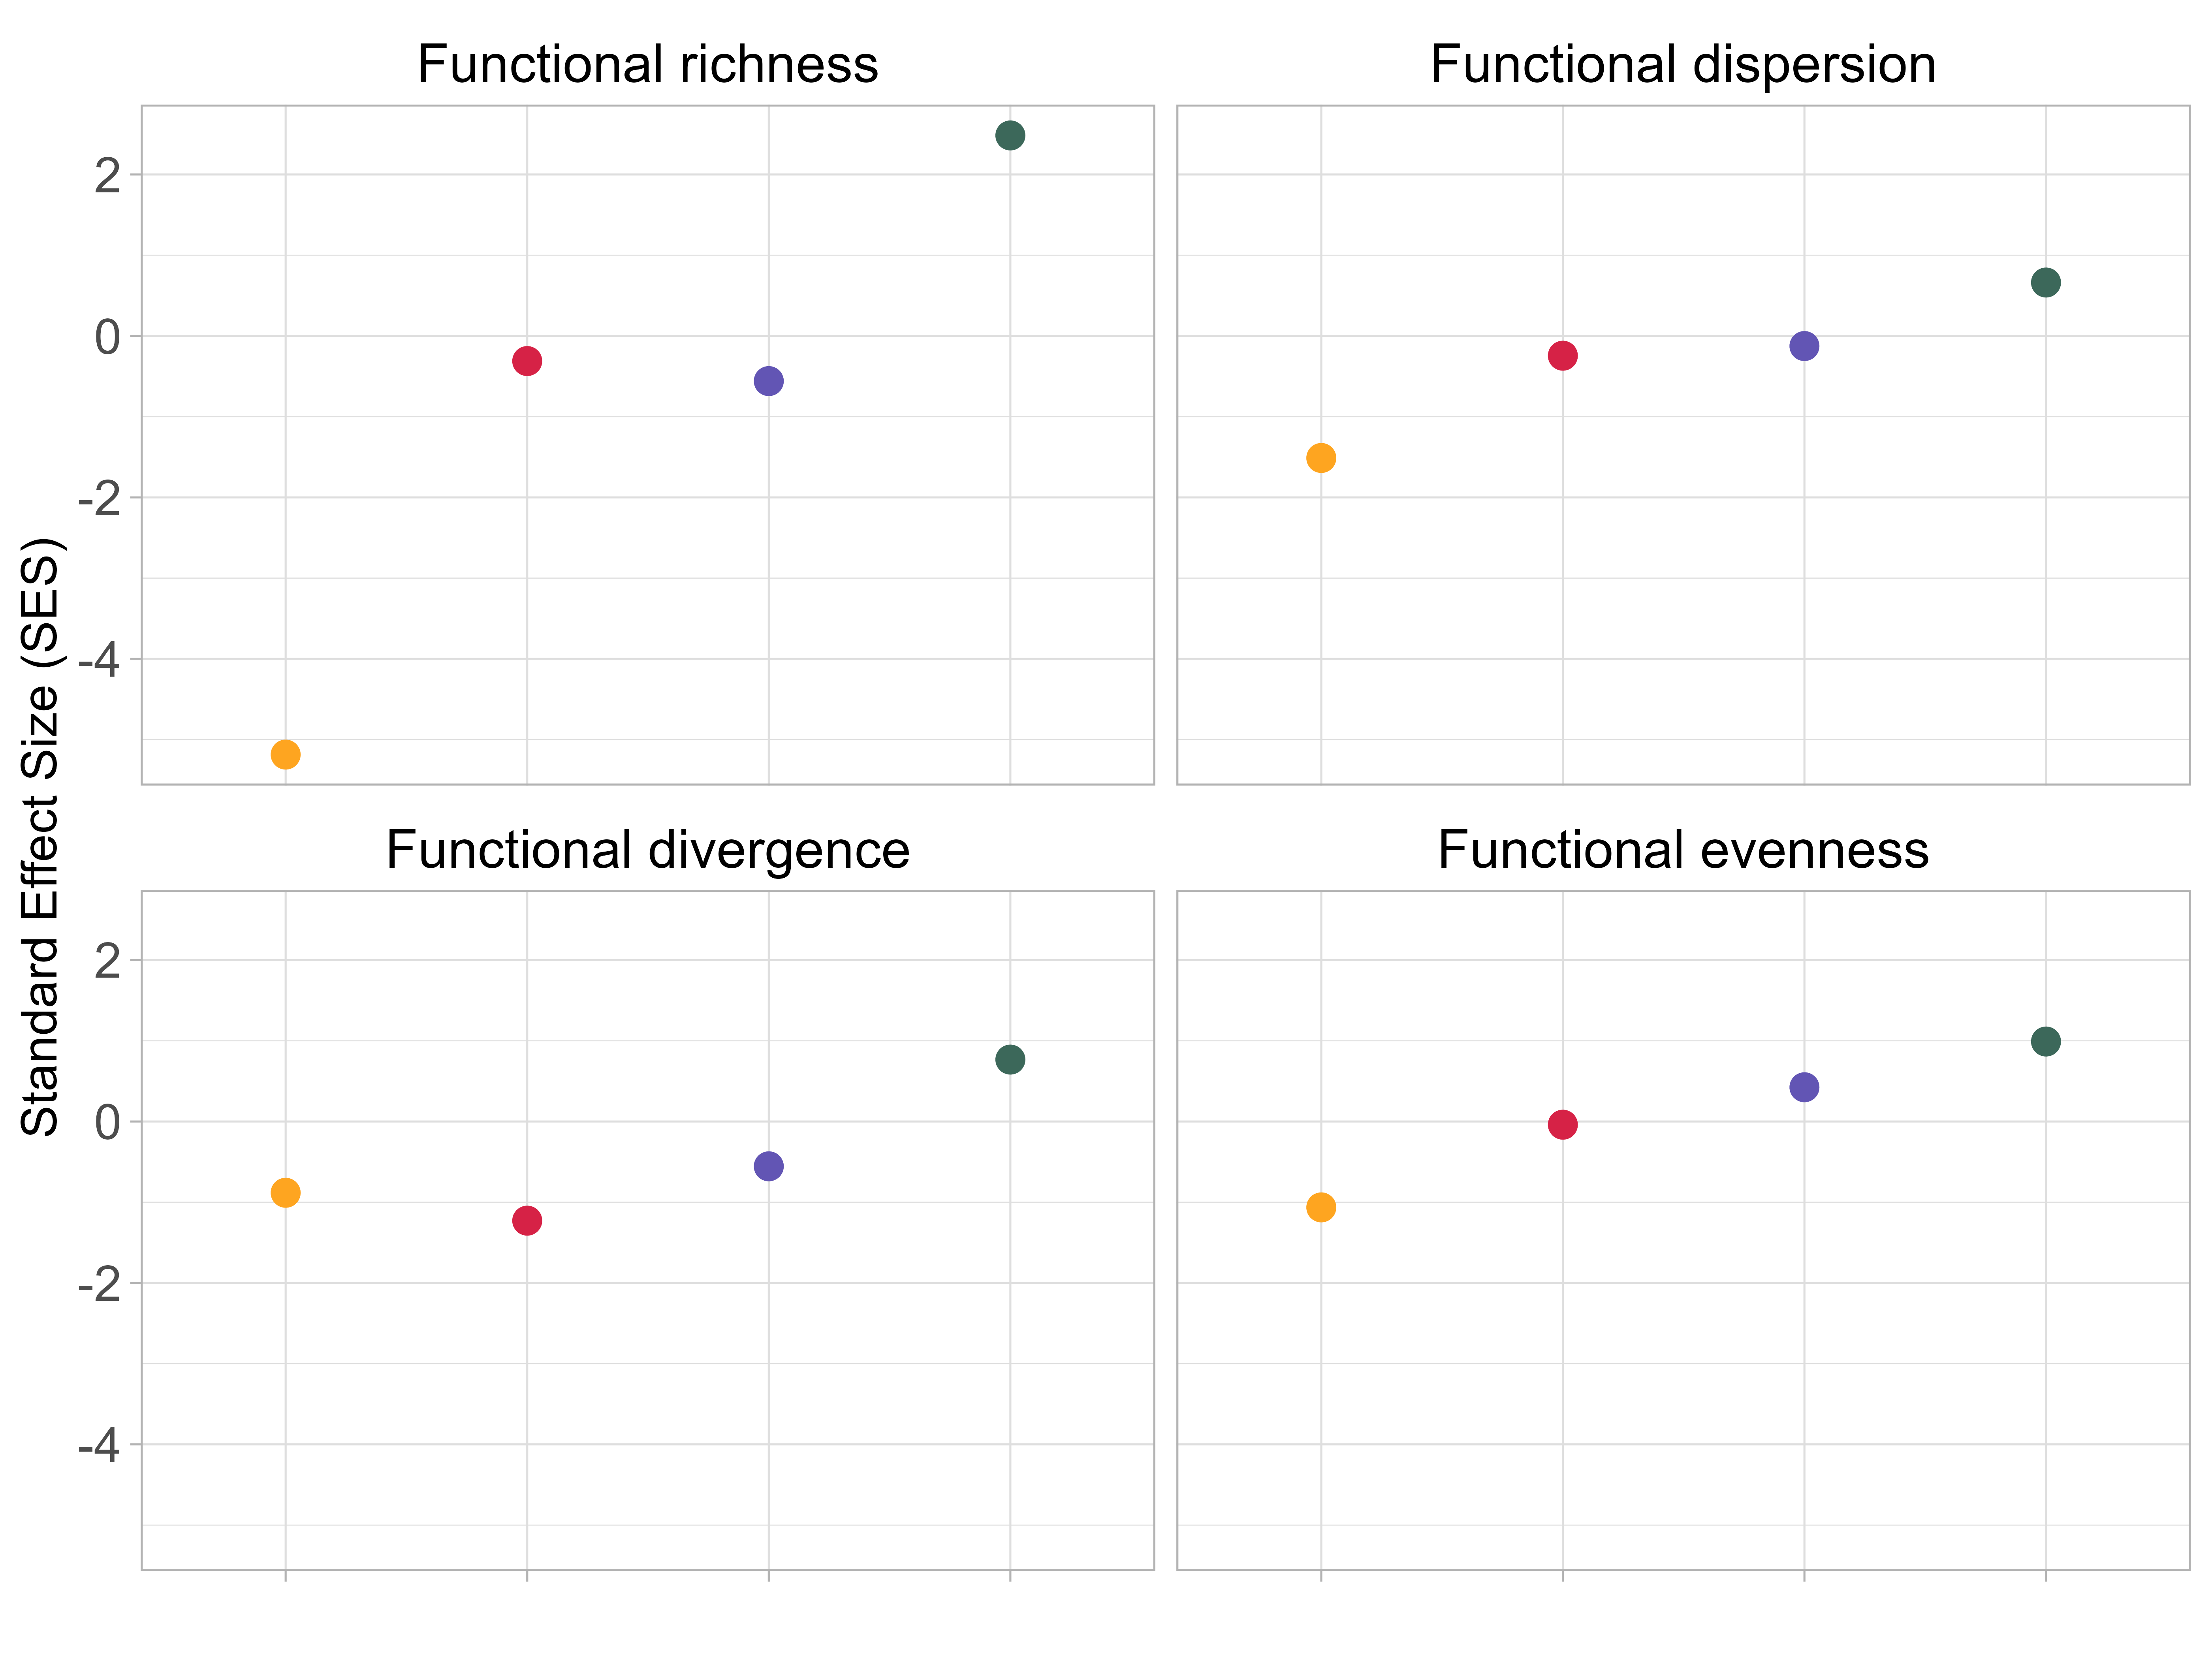 Functional richness
Functional dispersion
2
0
-2
-4
Standard Effect Size (SES)
Functional divergence
Functional evenness
2
0
-2
-4